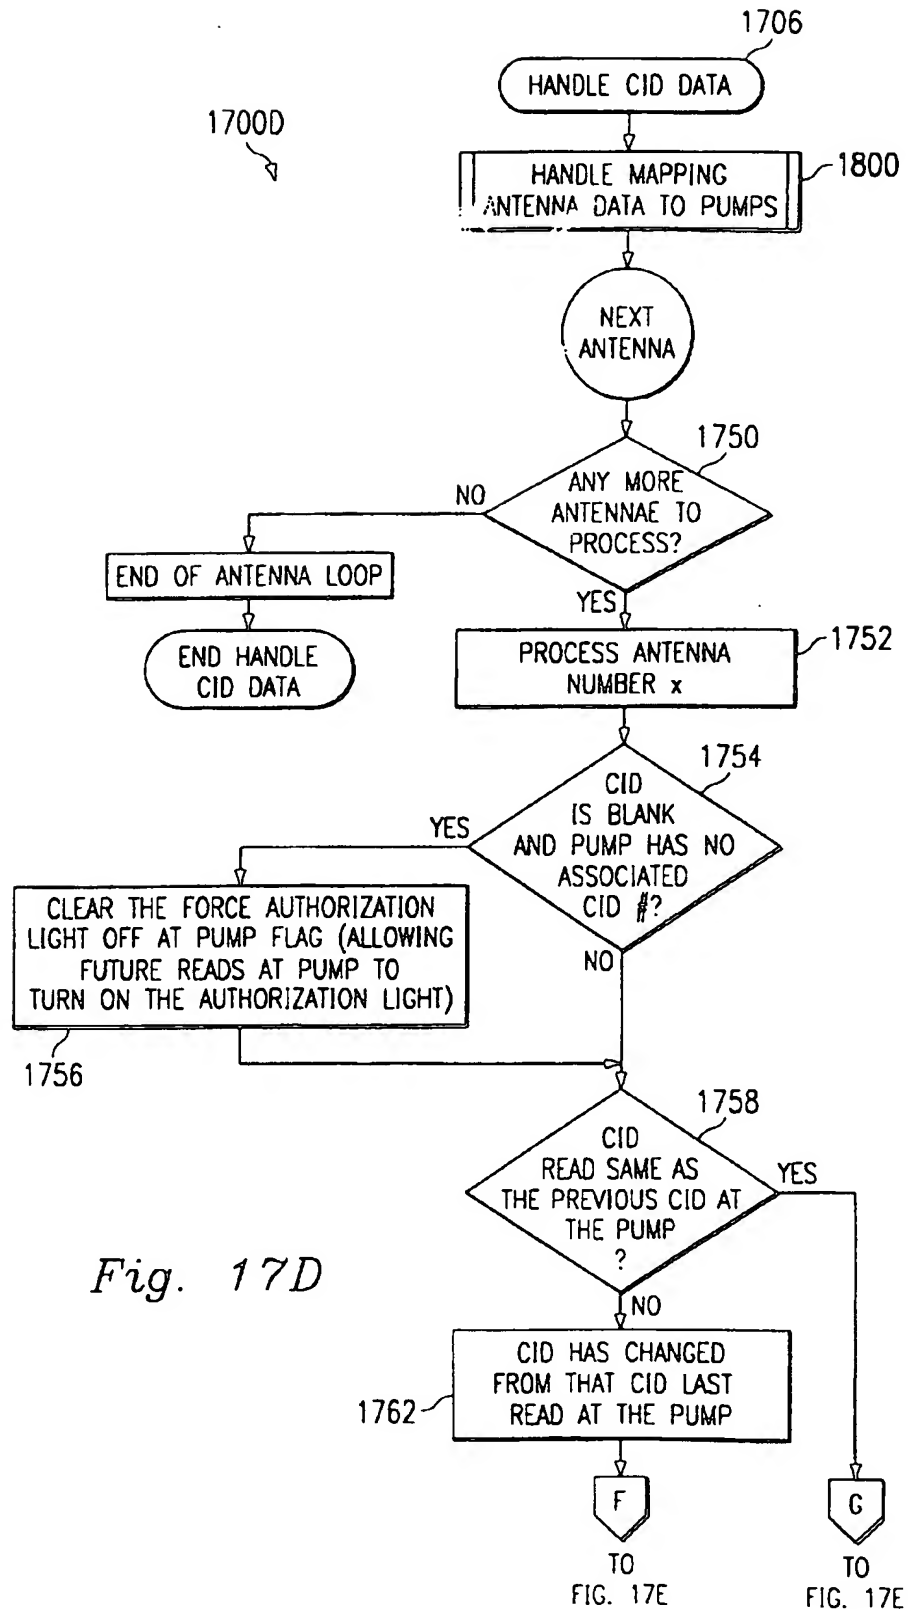 1706
HANDLE CID DATA
1700D
HANDLE MAPPING
ANTENNA DATA TO PUMPS
1800
NEXT
ANTENNA
1750
ANY MORE
ANTENNAE TO
PROCESS?
NO
YES
END OF ANTENNA LOOP
END HANDLE
CID DATA
PROCESS ANTENNA
NUMBER x
1752
1754
CID
IS BLANK
AND PUMP HAS NO
ASSOCIATED
CID #?
YES
NO
CLEAR THE FORCE AUTHORIZATION
LIGHT OFF AT PUMP FLAG (ALLOWING
FUTURE READS AT PUMP TO
TURN ON THE AUTHORIZATION LIGHT)
1756
1758
CID
READ SAME AS
THE PREVIOUS CID AT
THE PUMP
?
YES
NO
Fig. 17D
CID HAS CHANGED
FROM THAT CID LAST
READ AT THE PUMP
1762
F
TO
FIG. 17E
G
TO
FIG. 17E